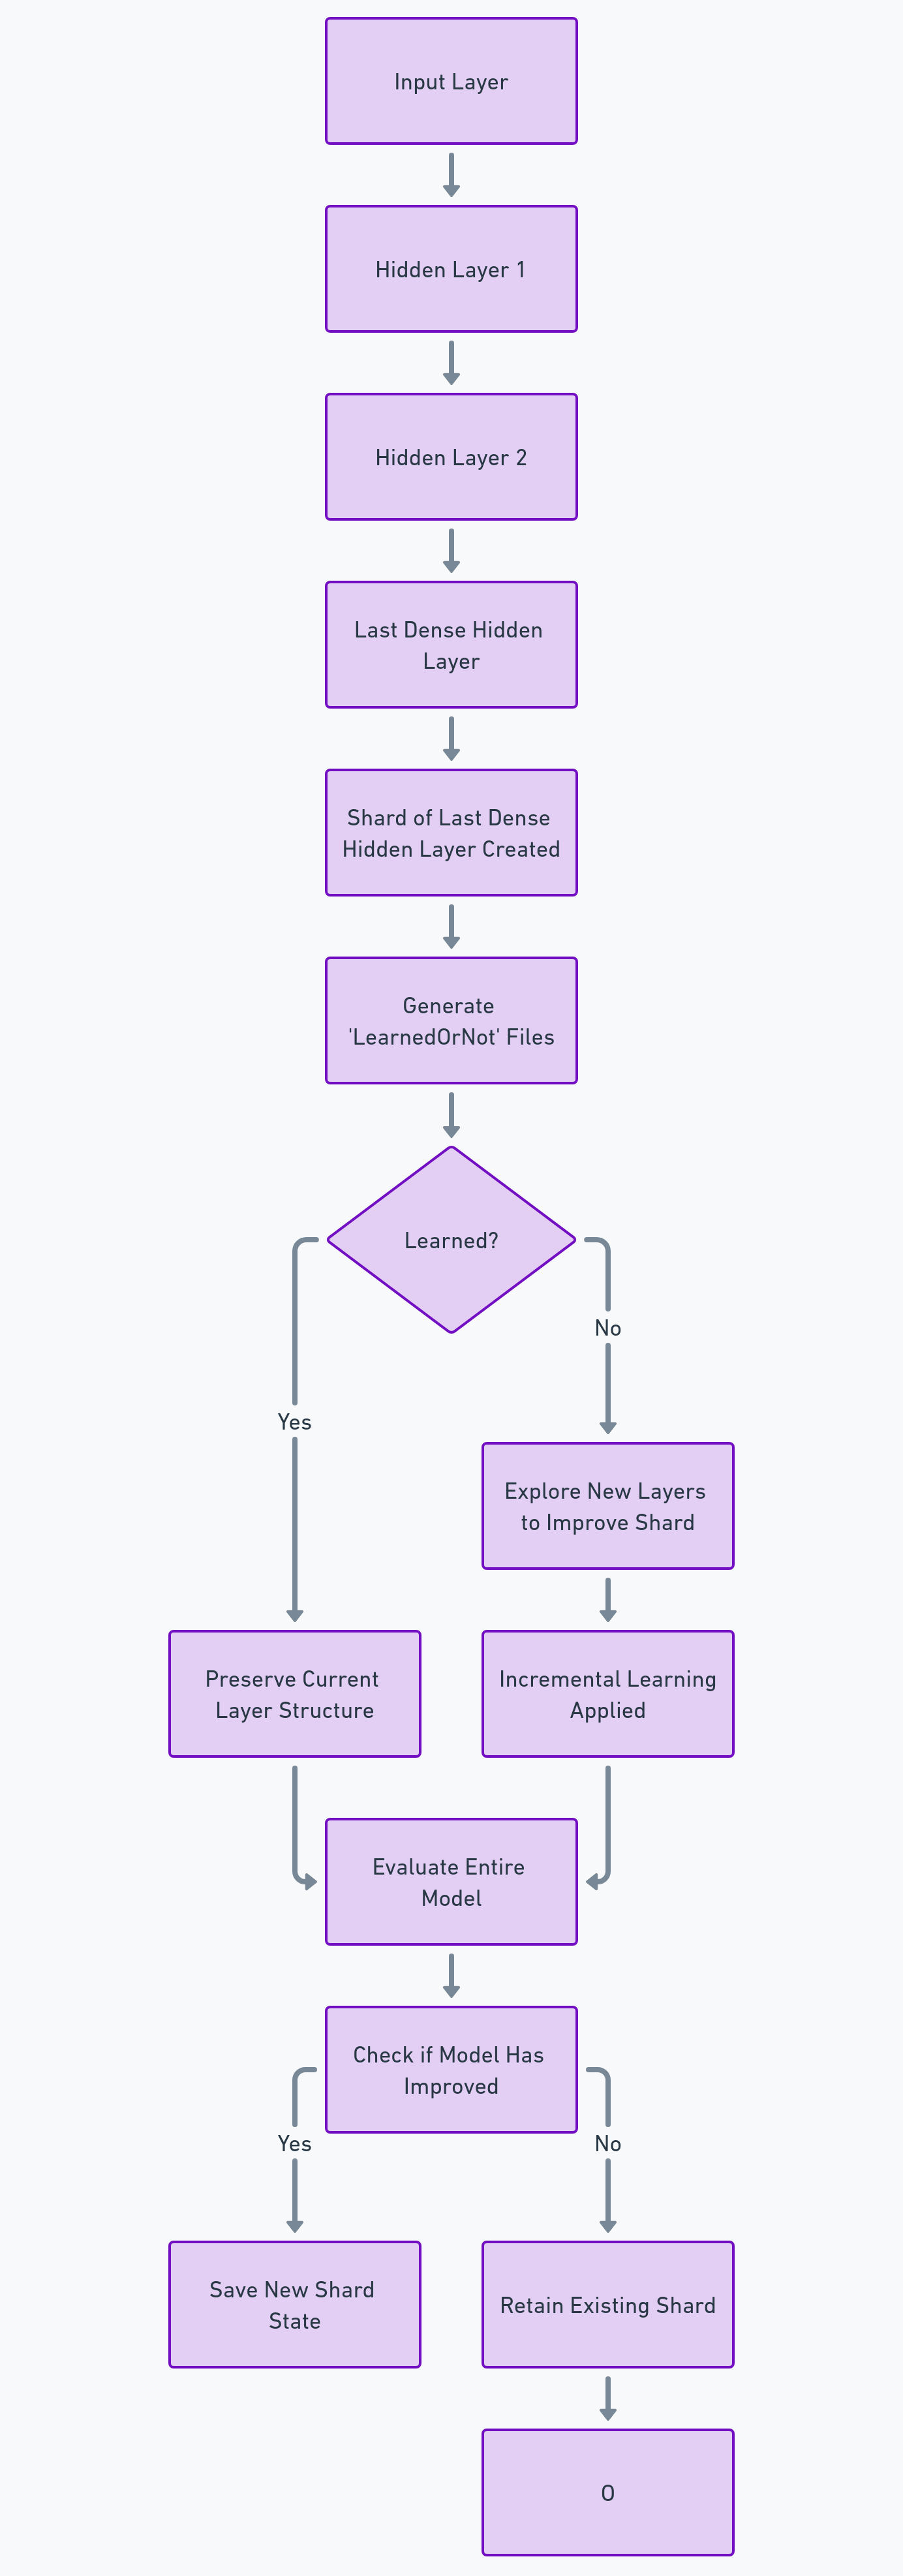 Input Layer
Hidden Layer 1
Hidden Layer 2
Last Dense Hidden
Layer
Shard of Last Dense
Hidden Layer Created
Generate
'LearnedOrNot' Files
Learned?
No
Yes
Explore New Layers
to Improve Shard
Preserve Current
Layer Structure
Incremental Learning
Applied
Evaluate Entire
Model
Check if Model Has
Improved
Yes
No
Save New Shard
State
Retain Existing Shard
O